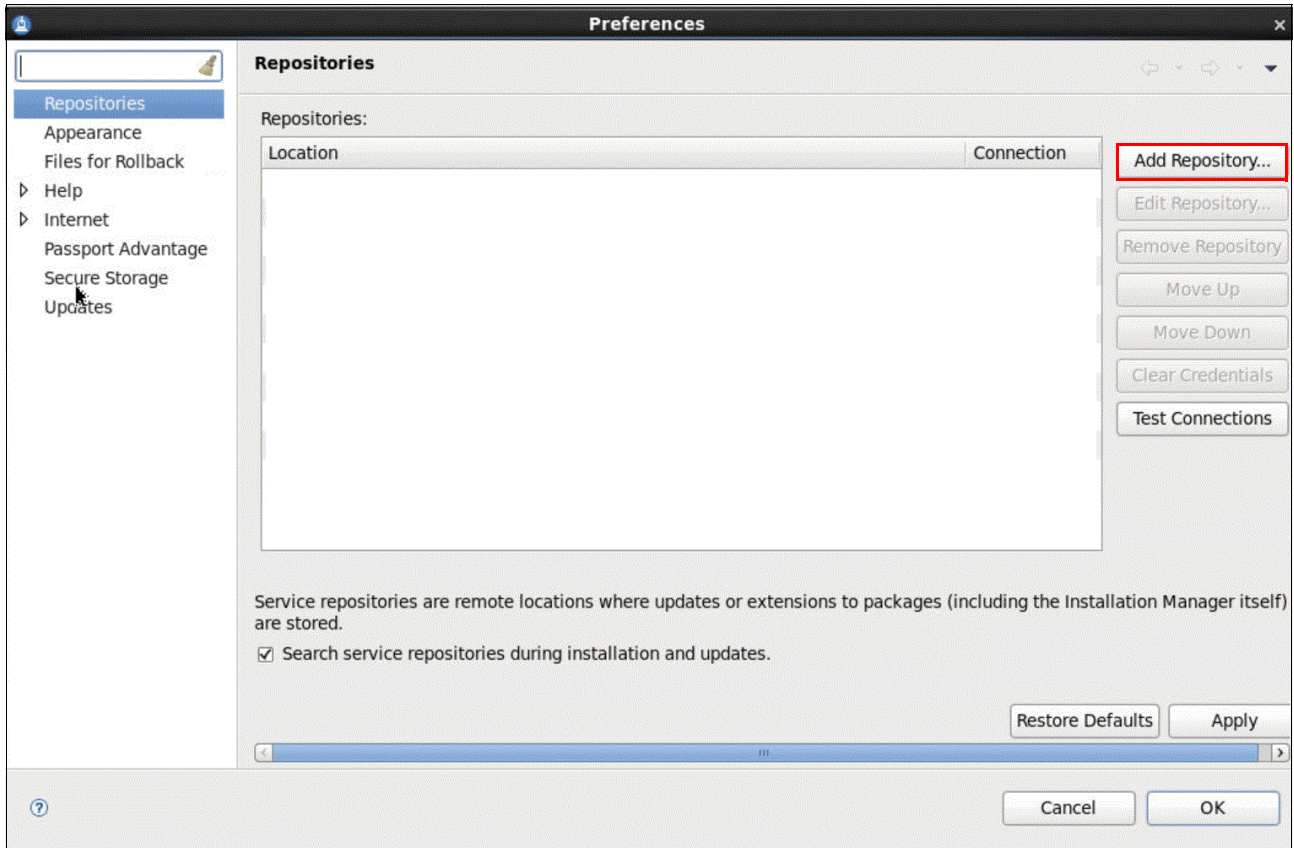 Preferences
Repositories
Repositories
Appearance
Files for Rollback
Help
Internet
Passport Advantage
Secure Storage
Updates
Repositories:
Location Connection
Add Repository...
Edit Repository...
Remove Repository
Move Up
Move Down
Clear Credentials
Test Connections
Service repositories are remote locations where updates or extensions to packages (including the Installation Manager itself)
are stored.
Search service repositories during installation and updates.
Restore Defaults Apply
Cancel OK